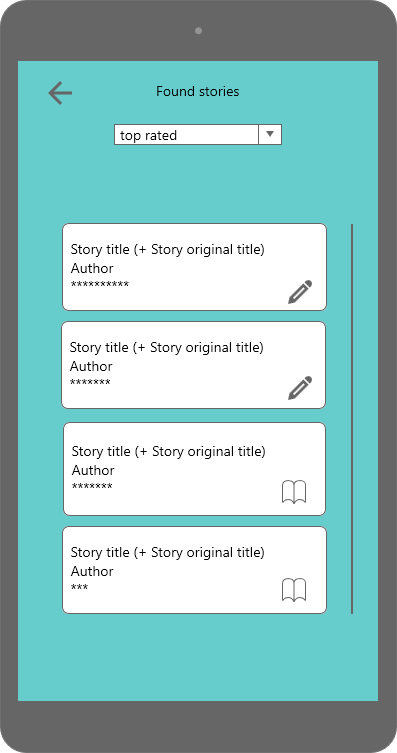 Found stories
top rated
Story title (+ Story original title)
Author
**********
Story title (+ Story original title)
Author
*******
Story title (+ Story original title)
Author
*******
Story title (+ Story original title)
Author
***